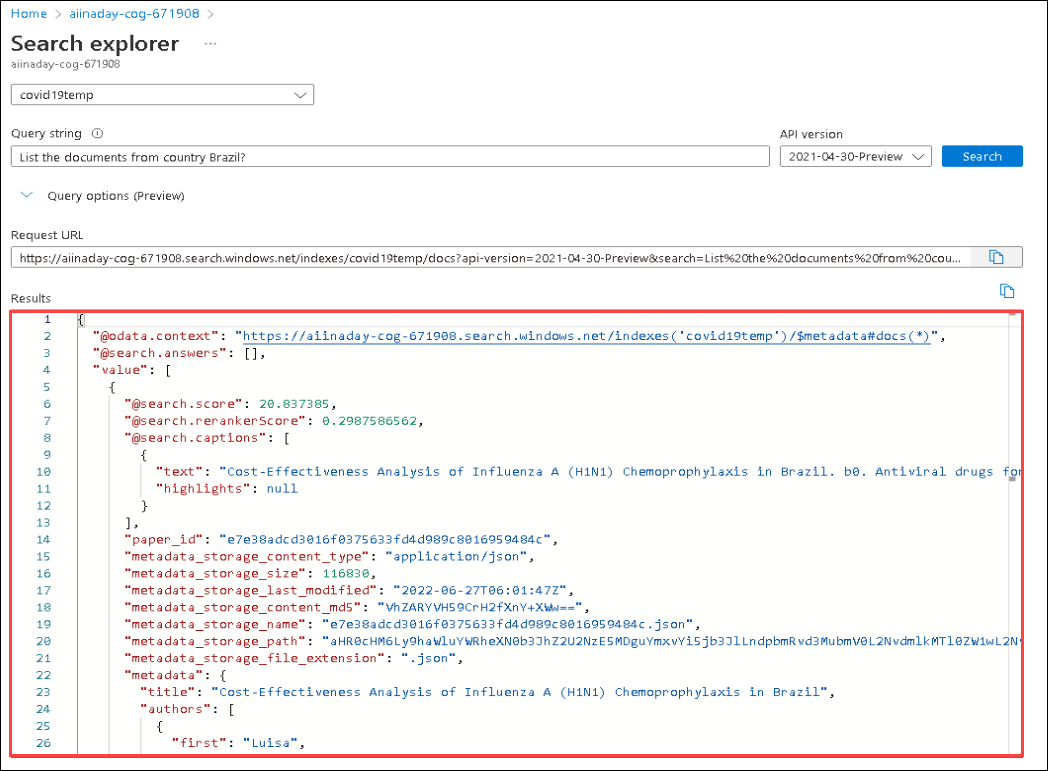 Home > aiinaday-cog-671908 >
Search explorer ...
aiinaday-cog-671908
covid19temp
Query string
API version
List the documents from country Brazil?
2021-04-30-Preview
Search
Query options (Preview)
Request URL
https://aiinaday-cog-671908.search.windows.net/indexes/covid19temp/docs?api-version=2021-04-30-Preview&search=List%20the%20documents%20from%20cou...
Results
1 {
2 "@odata.context": "https://aiinaday-cog-671908.search.windows.net/indexes('covid19temp')/$metadata#docs(*)",
3 "@search.answers": [],
4 "value": [
5 {
6 "@search.score": 20.837385,
7 "@search.rerankerScore": 0.2987586562,
8 "@search.captions": [
9 {
10 "text": "Cost-Effectiveness Analysis of Influenza A (H1N1) Chemoprophylaxis in Brazil. b0. Antiviral drugs for
11 "highlights": null
12 }
13 ],
14 "paper_id": "e7e38adcd3016f0375633fd4d989c8016959484c",
15 "metadata_storage_content_type": "application/json",
16 "metadata_storage_size": 116830,
17 "metadata_storage_last_modified": "2022-06-27T06:01:47Z",
18 "metadata_storage_content_md5": "VhZARYVH59CrH2fXnY+XWw==",
19 "metadata_storage_name": "e7e38adcd3016f0375633fd4d989c8016959484c.json",
20 "metadata_storage_path":
21 "metadata_storage_file_extension": ".json",
22 "metadata": {
23 "title": "Cost-Effectiveness Analysis of Influenza A (H1N1) Chemoprophylaxis in Brazil",
24 "authors": [
25 {
26 "first": "Luisa",